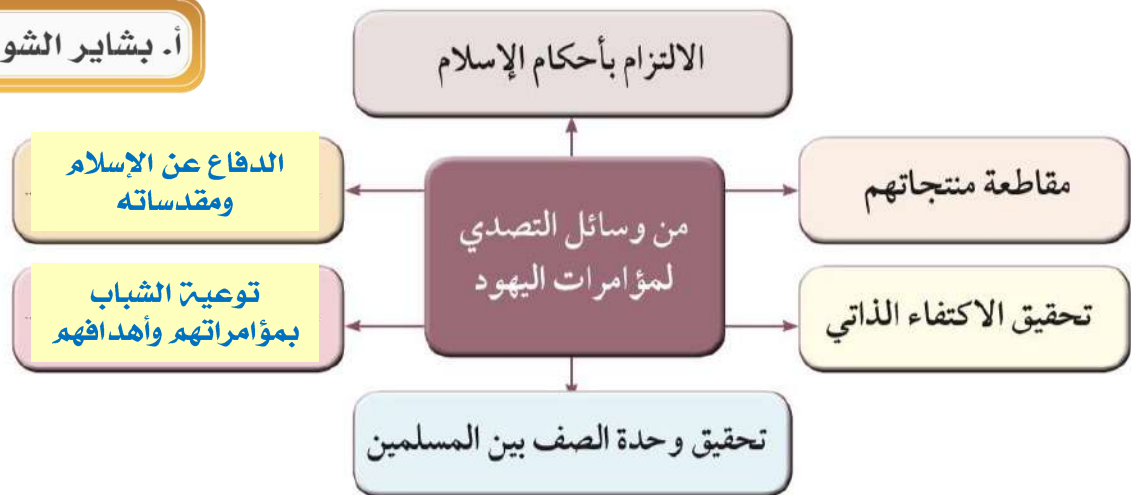 أ. بشاير الشو
الالتزام بأحكام الإسلام
الدفاع عن الإسلام
ومقدساته
مقاطعة منتجاتهم
من وسائل التصدي
لمؤامرات اليهود
توعية الشباب
بمؤامراتهم وأهدافهم
تحقيق الاكتفاء الذاتي
تحقيق وحدة الصف بين المسلمين